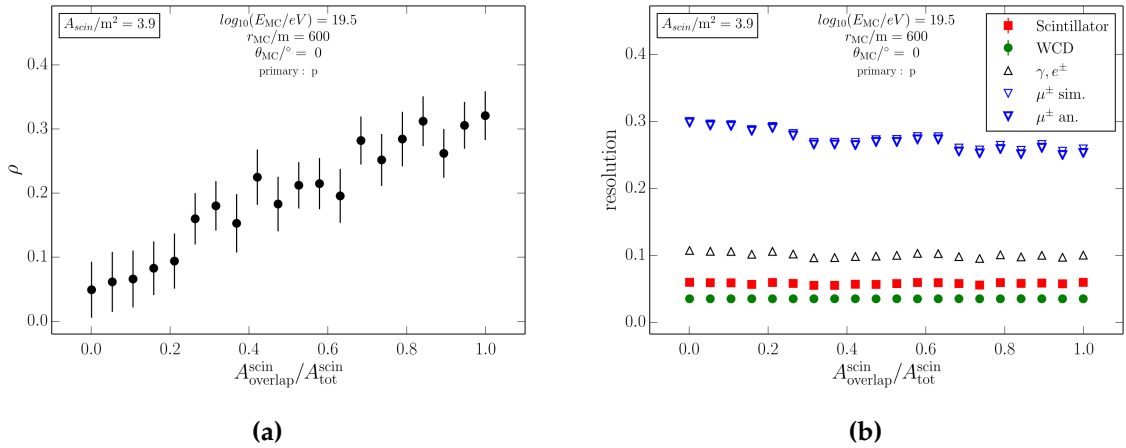 A_scin/m² = 3.9
log₁₀(E_MC/eV) = 19.5
r_MC/m = 600
θ_MC/° = 0
primary : p
0.4
0.3
0.2
0.1
0.0
ρ
0.0 0.2 0.4 0.6 0.8 1.0
A^scin_overlap/A^scin_tot
(a)
A_scin/m² = 3.9
log₁₀(E_MC/eV) = 19.5
r_MC/m = 600
θ_MC/° = 0
primary : p
Scintillator
WCD
γ, e^±
μ^± sim.
μ^± an.
0.4
0.3
0.2
0.1
0.0
resolution
0.0 0.2 0.4 0.6 0.8 1.0
A^scin_overlap/A^scin_tot
(b)